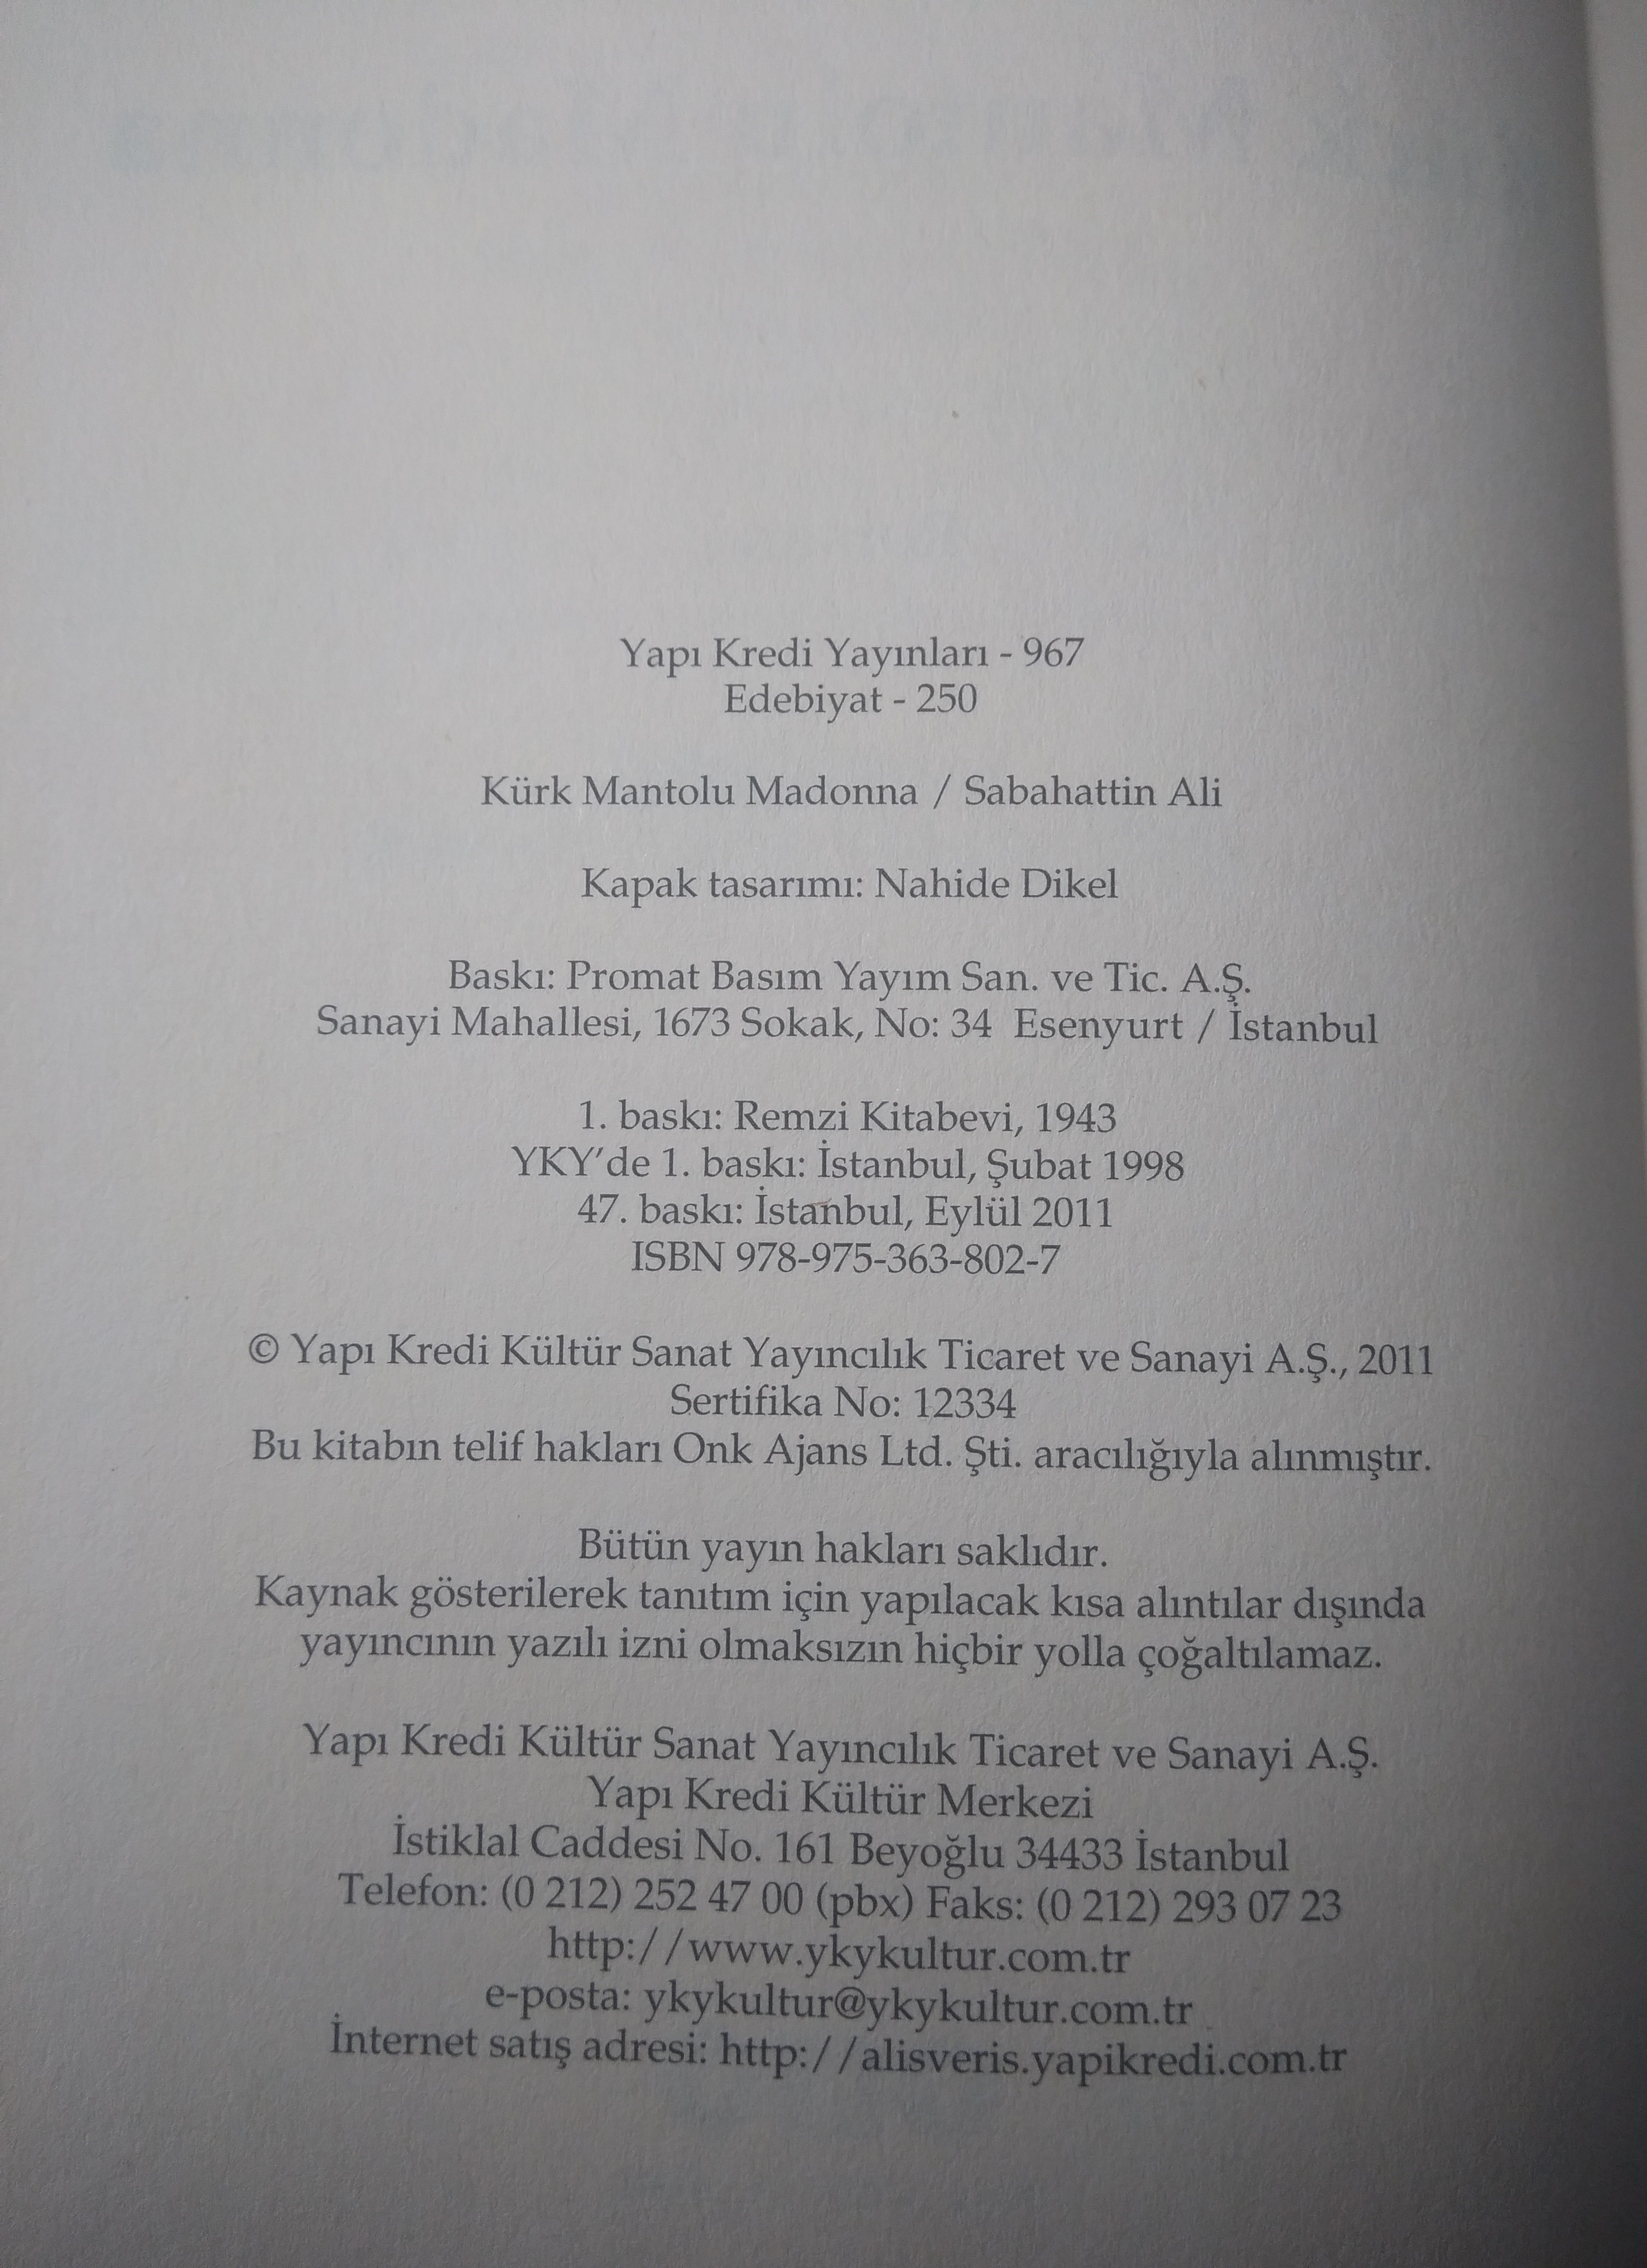 Yapı Kredi Yayınları - 967
Edebiyat - 250
Kürk Mantolu Madonna / Sabahattin Ali
Kapak tasarımı: Nahide Dikel
Baskı: Promat Basım Yayım San. ve Tic. A.Ş.
Sanayi Mahallesi, 1673 Sokak, No: 34 Esenyurt / İstanbul
1. baskı: Remzi Kitabevi, 1943
YKY'de 1. baskı: İstanbul, Şubat 1998
47. baskı: İstanbul, Eylül 2011
ISBN 978-975-363-802-7
© Yapı Kredi Kültür Sanat Yayıncılık Ticaret ve Sanayi A.Ş., 2011
Sertifika No: 12334
Bu kitabın telif hakları Onk Ajans Ltd. Şti. aracılığıyla alınmıştır.
Bütün yayın hakları saklıdır.
Kaynak gösterilerek tanıtım için yapılacak kısa alıntılar dışında
yayıncının yazılı izni olmaksızın hiçbir yolla çoğaltılamaz.
Yapı Kredi Kültür Sanat Yayıncılık Ticaret ve Sanayi A.Ş.
Yapı Kredi Kültür Merkezi
İstiklal Caddesi No. 161 Beyoğlu 34433 İstanbul
Telefon: (0 212) 252 47 00 (pbx) Faks: (0 212) 293 07 23
http://www.ykykultur.com.tr
e-posta: ykykultur@ykykultur.com.tr
İnternet satış adresi: http://alisveris.yapikredi.com.tr